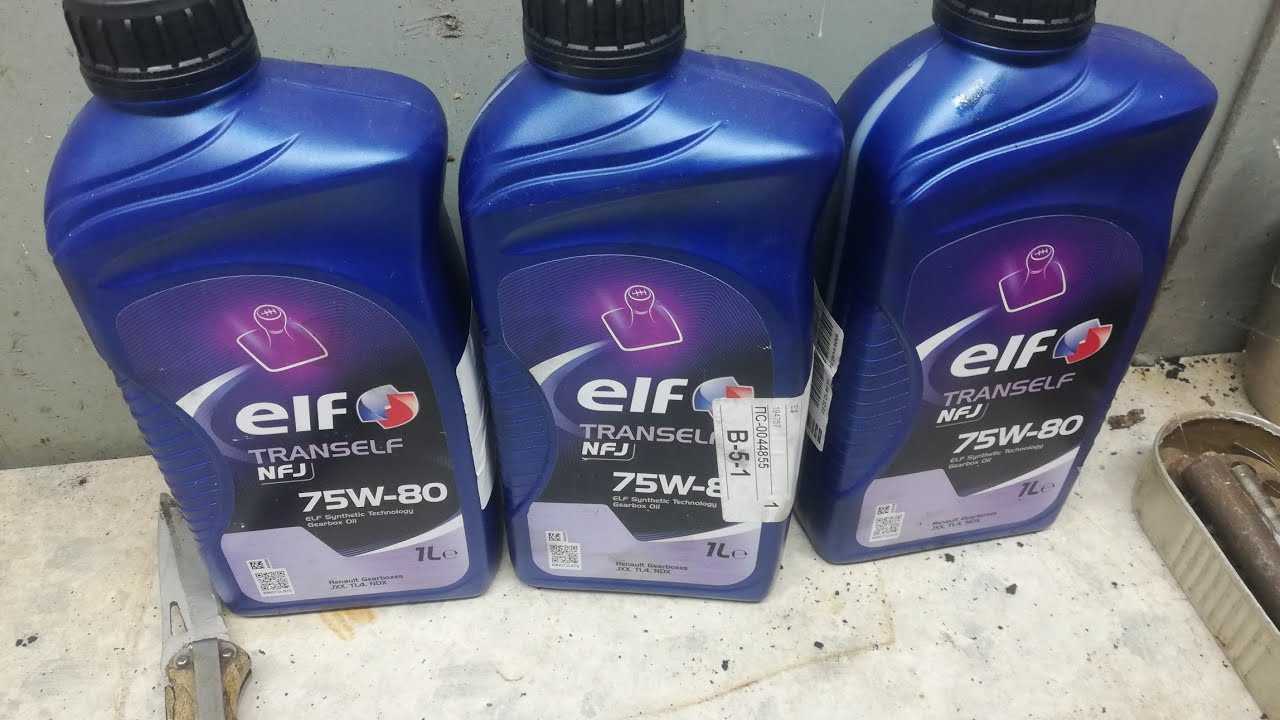 elf
TRANSELF
NFJ
75W-80
ELF Synthetic Technology
Gearbox Oil
1L e
Renault Gearboxes
JXX, TL4, NDX
elf
TRANSELF
NFJ
75W-8
ELF Synthetic Technology
Gearbox Oil
1L e
Renault Gearboxes
JXX, TL4, NDX
ПС-0044855
В-5-1
1
elf
TRANSELF
NFJ
75W-80
ELF Synthetic Technology
Gearbox Oil
1L e
Renault Gearboxes
JXX, TL4, NDX